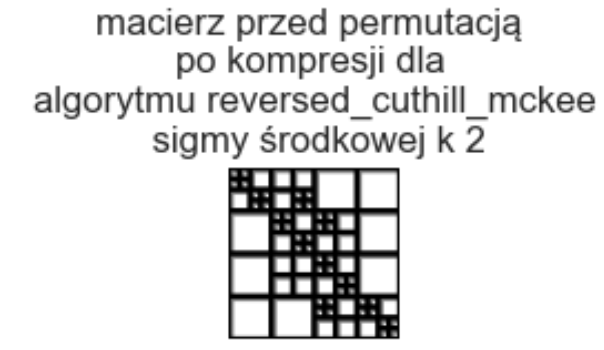 macierz przed permutacją
po kompresji dla
algorytmu reversed_cuthill_mckee
sigmy środkowej k 2